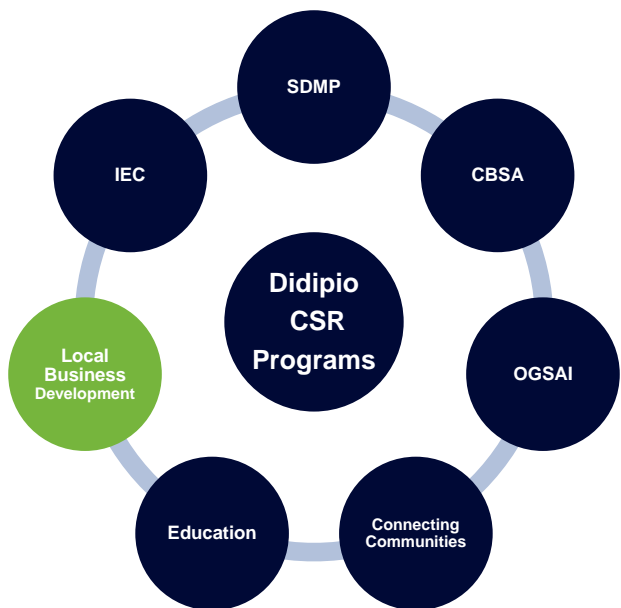 SDMP
IEC
CBSA
Didipio
CSR
Programs
Local
Business
Development
OGSAI
Education
Connecting
Communities